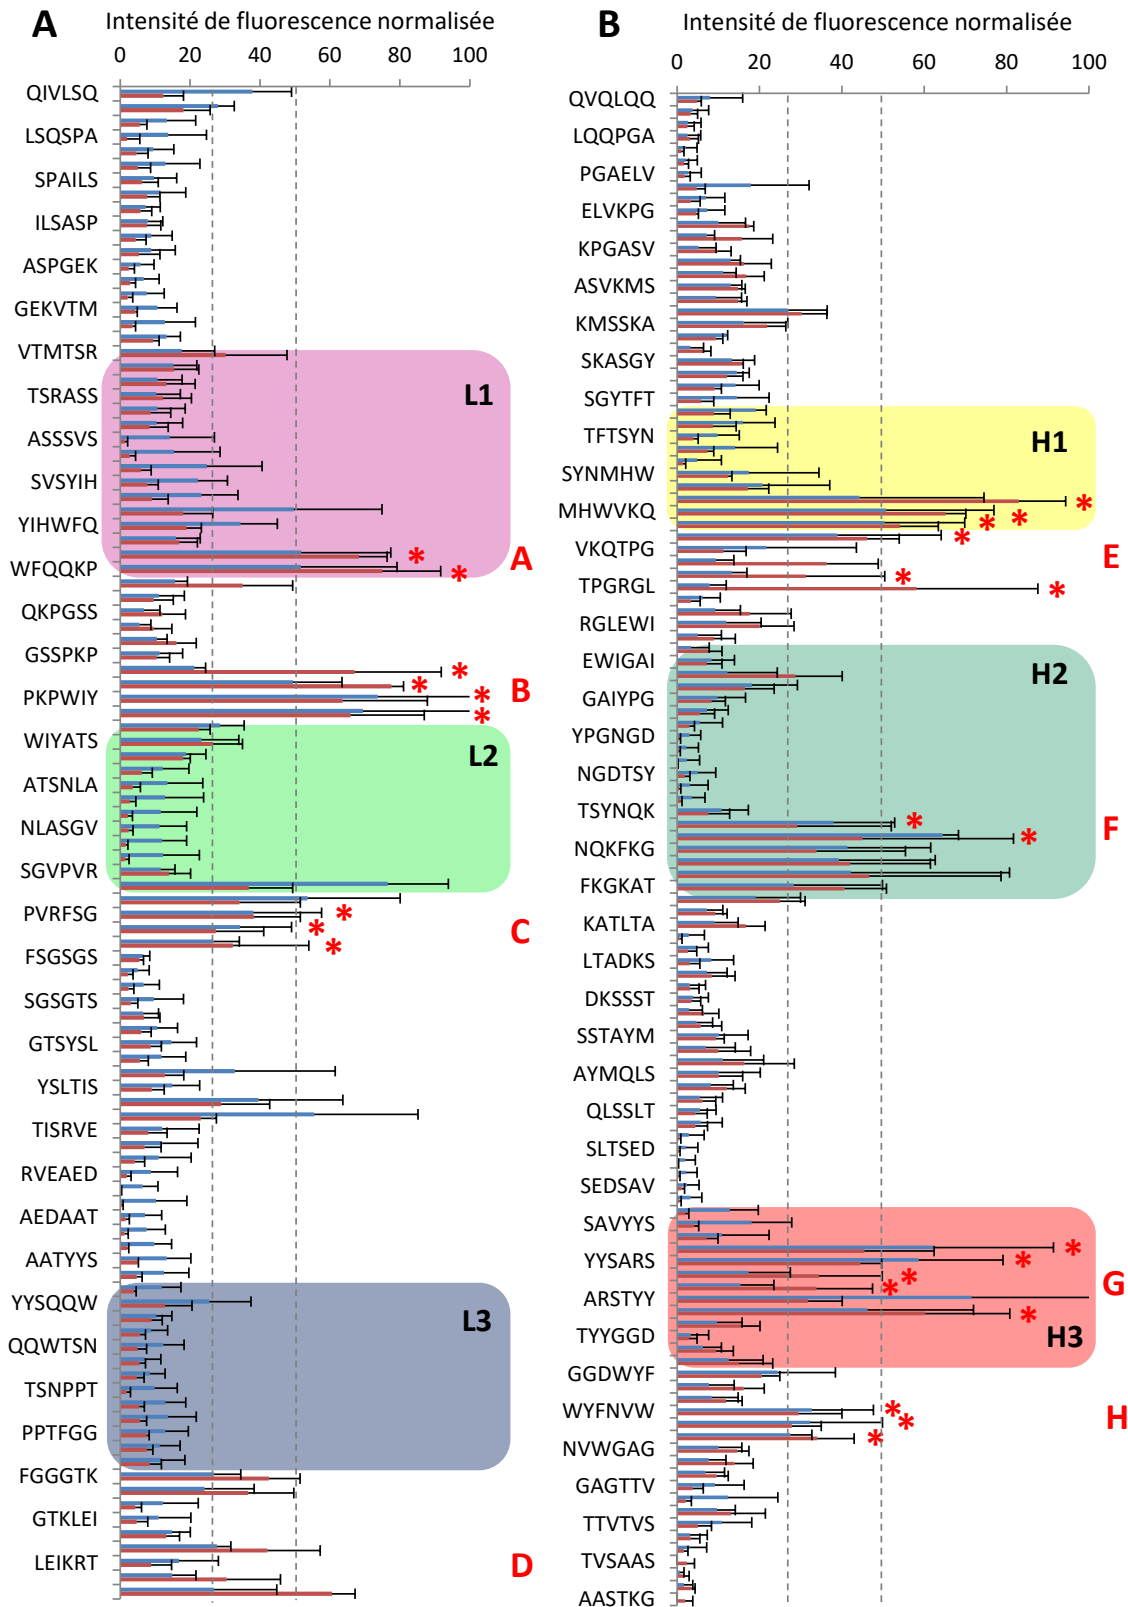 A
Intensité de fluorescence normalisée
0 20 40 60 80 100
QIVLSQ
LSQSPA
SPAILS
ILSASP
ASPGEK
GEKVTM
VTMTSR
TSRASS
L1
ASSSVS
SVSYIH
YIHWFQ
* A
WFQQKP *
QKPGSS
GSSPKP
*
* B
PKPWIY *
*
WIYATS
L2
ATSNLA
NLASGV
SGVPVR
PVRFSG *
* C
*
FSGSGS
SGSGTS
GTSYSL
YSLTIS
TISRVE
RVEAED
AEDAAT
AATYYS
YYSQQW
L3
QQWTSN
TSNPPT
PPTFGG
FGGGTK
GTKLEI
LEIKRT D
B
Intensité de fluorescence normalisée
0 20 40 60 80 100
QVQLQQ
LQQPGA
PGAELV
ELVKPG
KPGASV
ASVKMS
KMSSKA
SKASGY
SGYTFT
TFTSYN H1
SYNMHW
*
MHWVKQ *
*
*
VKQTPG E
*
TPGRGL *
RGLEWI
EWIGAI H2
GAIYPG
YPGNGD
NGDTSY
TSYNQK
* F
*
NQKFKG
FKGKAT
KATLTA
LTADKS
DKSSST
SSTAYM
AYMQLS
QLSSLT
SLTSED
SEDSAV
SAVYYS
*
YYSARS *
*
* G
ARSTYY
*
TYYGGD H3
GGDWYF
WYFNVW *
* H
*
NVWGAG
GAGTTV
TTVTVS
TVSAAS
AASTKG